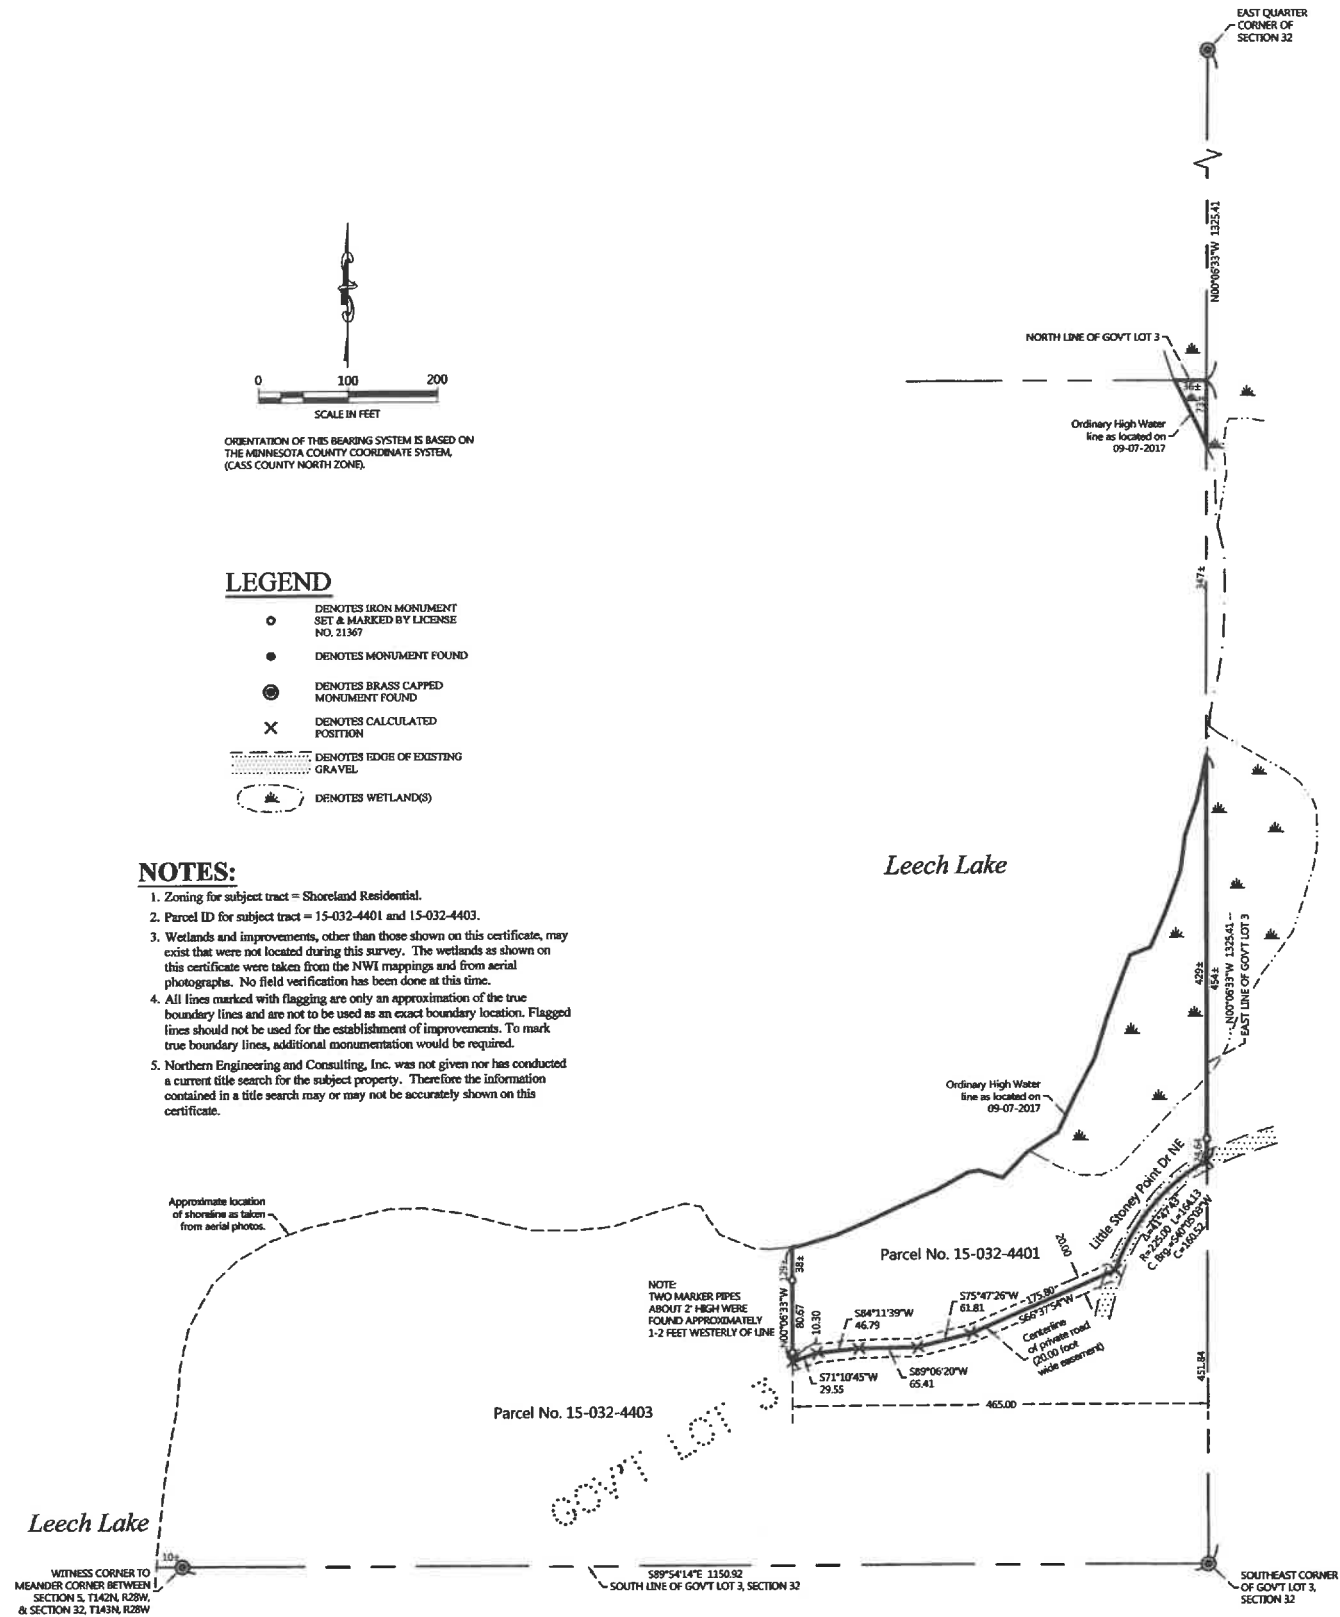 EAST QUARTER
CORNER OF
SECTION 32
N00°06'33"W 1325.41
NORTH LINE OF GOV'T LOT 3
Ordinary High Water
line as located on
09-07-2017
347±
0 100 200
SCALE IN FEET
ORIENTATION OF THIS BEARING SYSTEM IS BASED ON
THE MINNESOTA COUNTY COORDINATE SYSTEM,
(CASS COUNTY NORTH ZONE).
LEGEND
DENOTES IRON MONUMENT
SET & MARKED BY LICENSE
NO. 21367
DENOTES MONUMENT FOUND
DENOTES BRASS CAPPED
MONUMENT FOUND
DENOTES CALCULATED
POSITION
DENOTES EDGE OF EXISTING
GRAVEL
DENOTES WETLAND(S)
NOTES:
1. Zoning for subject tract = Shoreland Residential.
2. Parcel ID for subject tract = 15-032-4401 and 15-032-4403.
3. Wetlands and improvements, other than those shown on this certificate, may
exist that were not located during this survey. The wetlands as shown on
this certificate were taken from the NWI mappings and from aerial
photographs. No field verification has been done at this time.
4. All lines marked with flagging are only an approximation of the true
boundary lines and are not to be used as an exact boundary location. Flagged
lines should not be used for the establishment of improvements. To mark
true boundary lines, additional monumentation would be required.
5. Northern Engineering and Consulting, Inc. was not given nor has conducted
a current title search for the subject property. Therefore the information
contained in a title search may or may not be accurately shown on this
certificate.
Leech Lake
429±
454±
N00°06'33"W 1325.41
EAST LINE OF GOV'T LOT 3
Ordinary High Water
line as located on
09-07-2017
Approximate location
of shoreline as taken
from aerial photos.
Little Stoney Point Dr NE
24.64
Δ=41°47'43"
R=225.00 L=164.13
C. Brg.=S40°05'03"W
C=160.52
20.00
Parcel No. 15-032-4401
129±
38±
N00°06'33"W
80.67
NOTE:
TWO MARKER PIPES
ABOUT 2' HIGH WERE
FOUND APPROXIMATELY
1-2 FEET WESTERLY OF LINE
10.30
S84°11'39"W
46.79
S75°47'26"W
61.81
175.80
S66°37'54"W
Centerline
of private road
(20.00 foot
wide easement)
S71°10'45"W
29.55
S89°06'20"W
65.41
465.00
451.84
Parcel No. 15-032-4403
GOV'T LOT 3
Leech Lake
10±
WITNESS CORNER TO
MEANDER CORNER BETWEEN
SECTION 5, T142N, R28W,
& SECTION 32, T143N, R28W
S89°54'14"E 1150.92
SOUTH LINE OF GOV'T LOT 3, SECTION 32
SOUTHEAST CORNER
OF GOV'T LOT 3,
SECTION 32